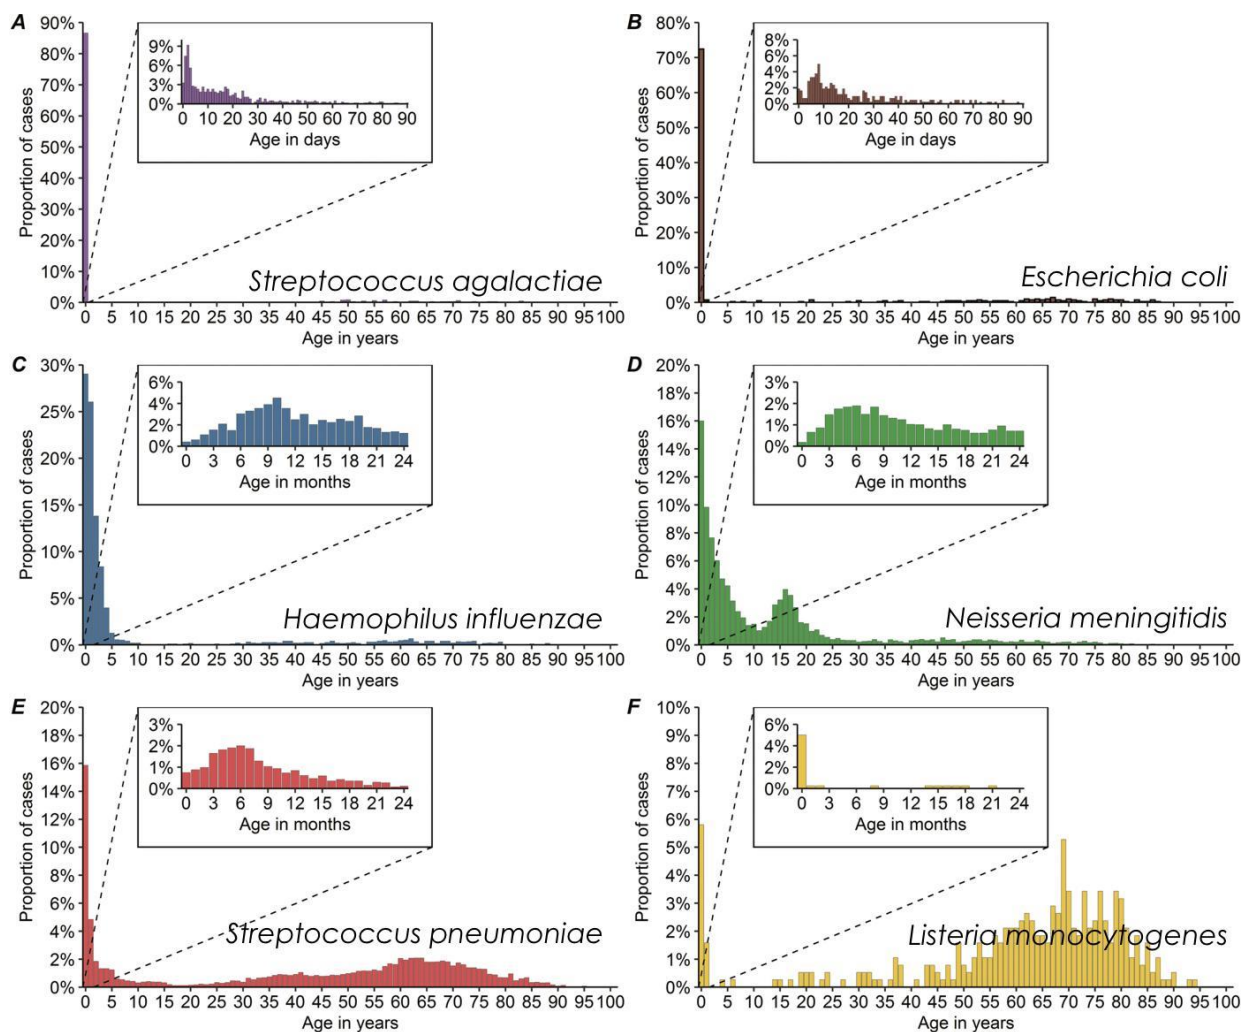 A
Proportion of cases
90%
80%
70%
60%
50%
40%
30%
20%
10%
0%
9%
6%
3%
0%
0 10 20 30 40 50 60 70 80 90
Age in days
Streptococcus agalactiae
0 5 10 15 20 25 30 35 40 45 50 55 60 65 70 75 80 85 90 95 100
Age in years
B
Proportion of cases
80%
70%
60%
50%
40%
30%
20%
10%
0%
8%
6%
4%
2%
0%
0 10 20 30 40 50 60 70 80 90
Age in days
Escherichia coli
0 5 10 15 20 25 30 35 40 45 50 55 60 65 70 75 80 85 90 95 100
Age in years
C
Proportion of cases
30%
25%
20%
15%
10%
5%
0%
6%
4%
2%
0%
0 3 6 9 12 15 18 21 24
Age in months
Haemophilus influenzae
0 5 10 15 20 25 30 35 40 45 50 55 60 65 70 75 80 85 90 95 100
Age in years
D
Proportion of cases
20%
18%
16%
14%
12%
10%
8%
6%
4%
2%
0%
3%
2%
1%
0%
0 3 6 9 12 15 18 21 24
Age in months
Neisseria meningitidis
0 5 10 15 20 25 30 35 40 45 50 55 60 65 70 75 80 85 90 95 100
Age in years
E
Proportion of cases
20%
18%
16%
14%
12%
10%
8%
6%
4%
2%
0%
3%
2%
1%
0%
0 3 6 9 12 15 18 21 24
Age in months
Streptococcus pneumoniae
0 5 10 15 20 25 30 35 40 45 50 55 60 65 70 75 80 85 90 95 100
Age in years
F
Proportion of cases
10%
9%
8%
7%
6%
5%
4%
3%
2%
1%
0%
6%
4%
2%
0%
0 3 6 9 12 15 18 21 24
Age in months
Listeria monocytogenes
0 5 10 15 20 25 30 35 40 45 50 55 60 65 70 75 80 85 90 95 100
Age in years